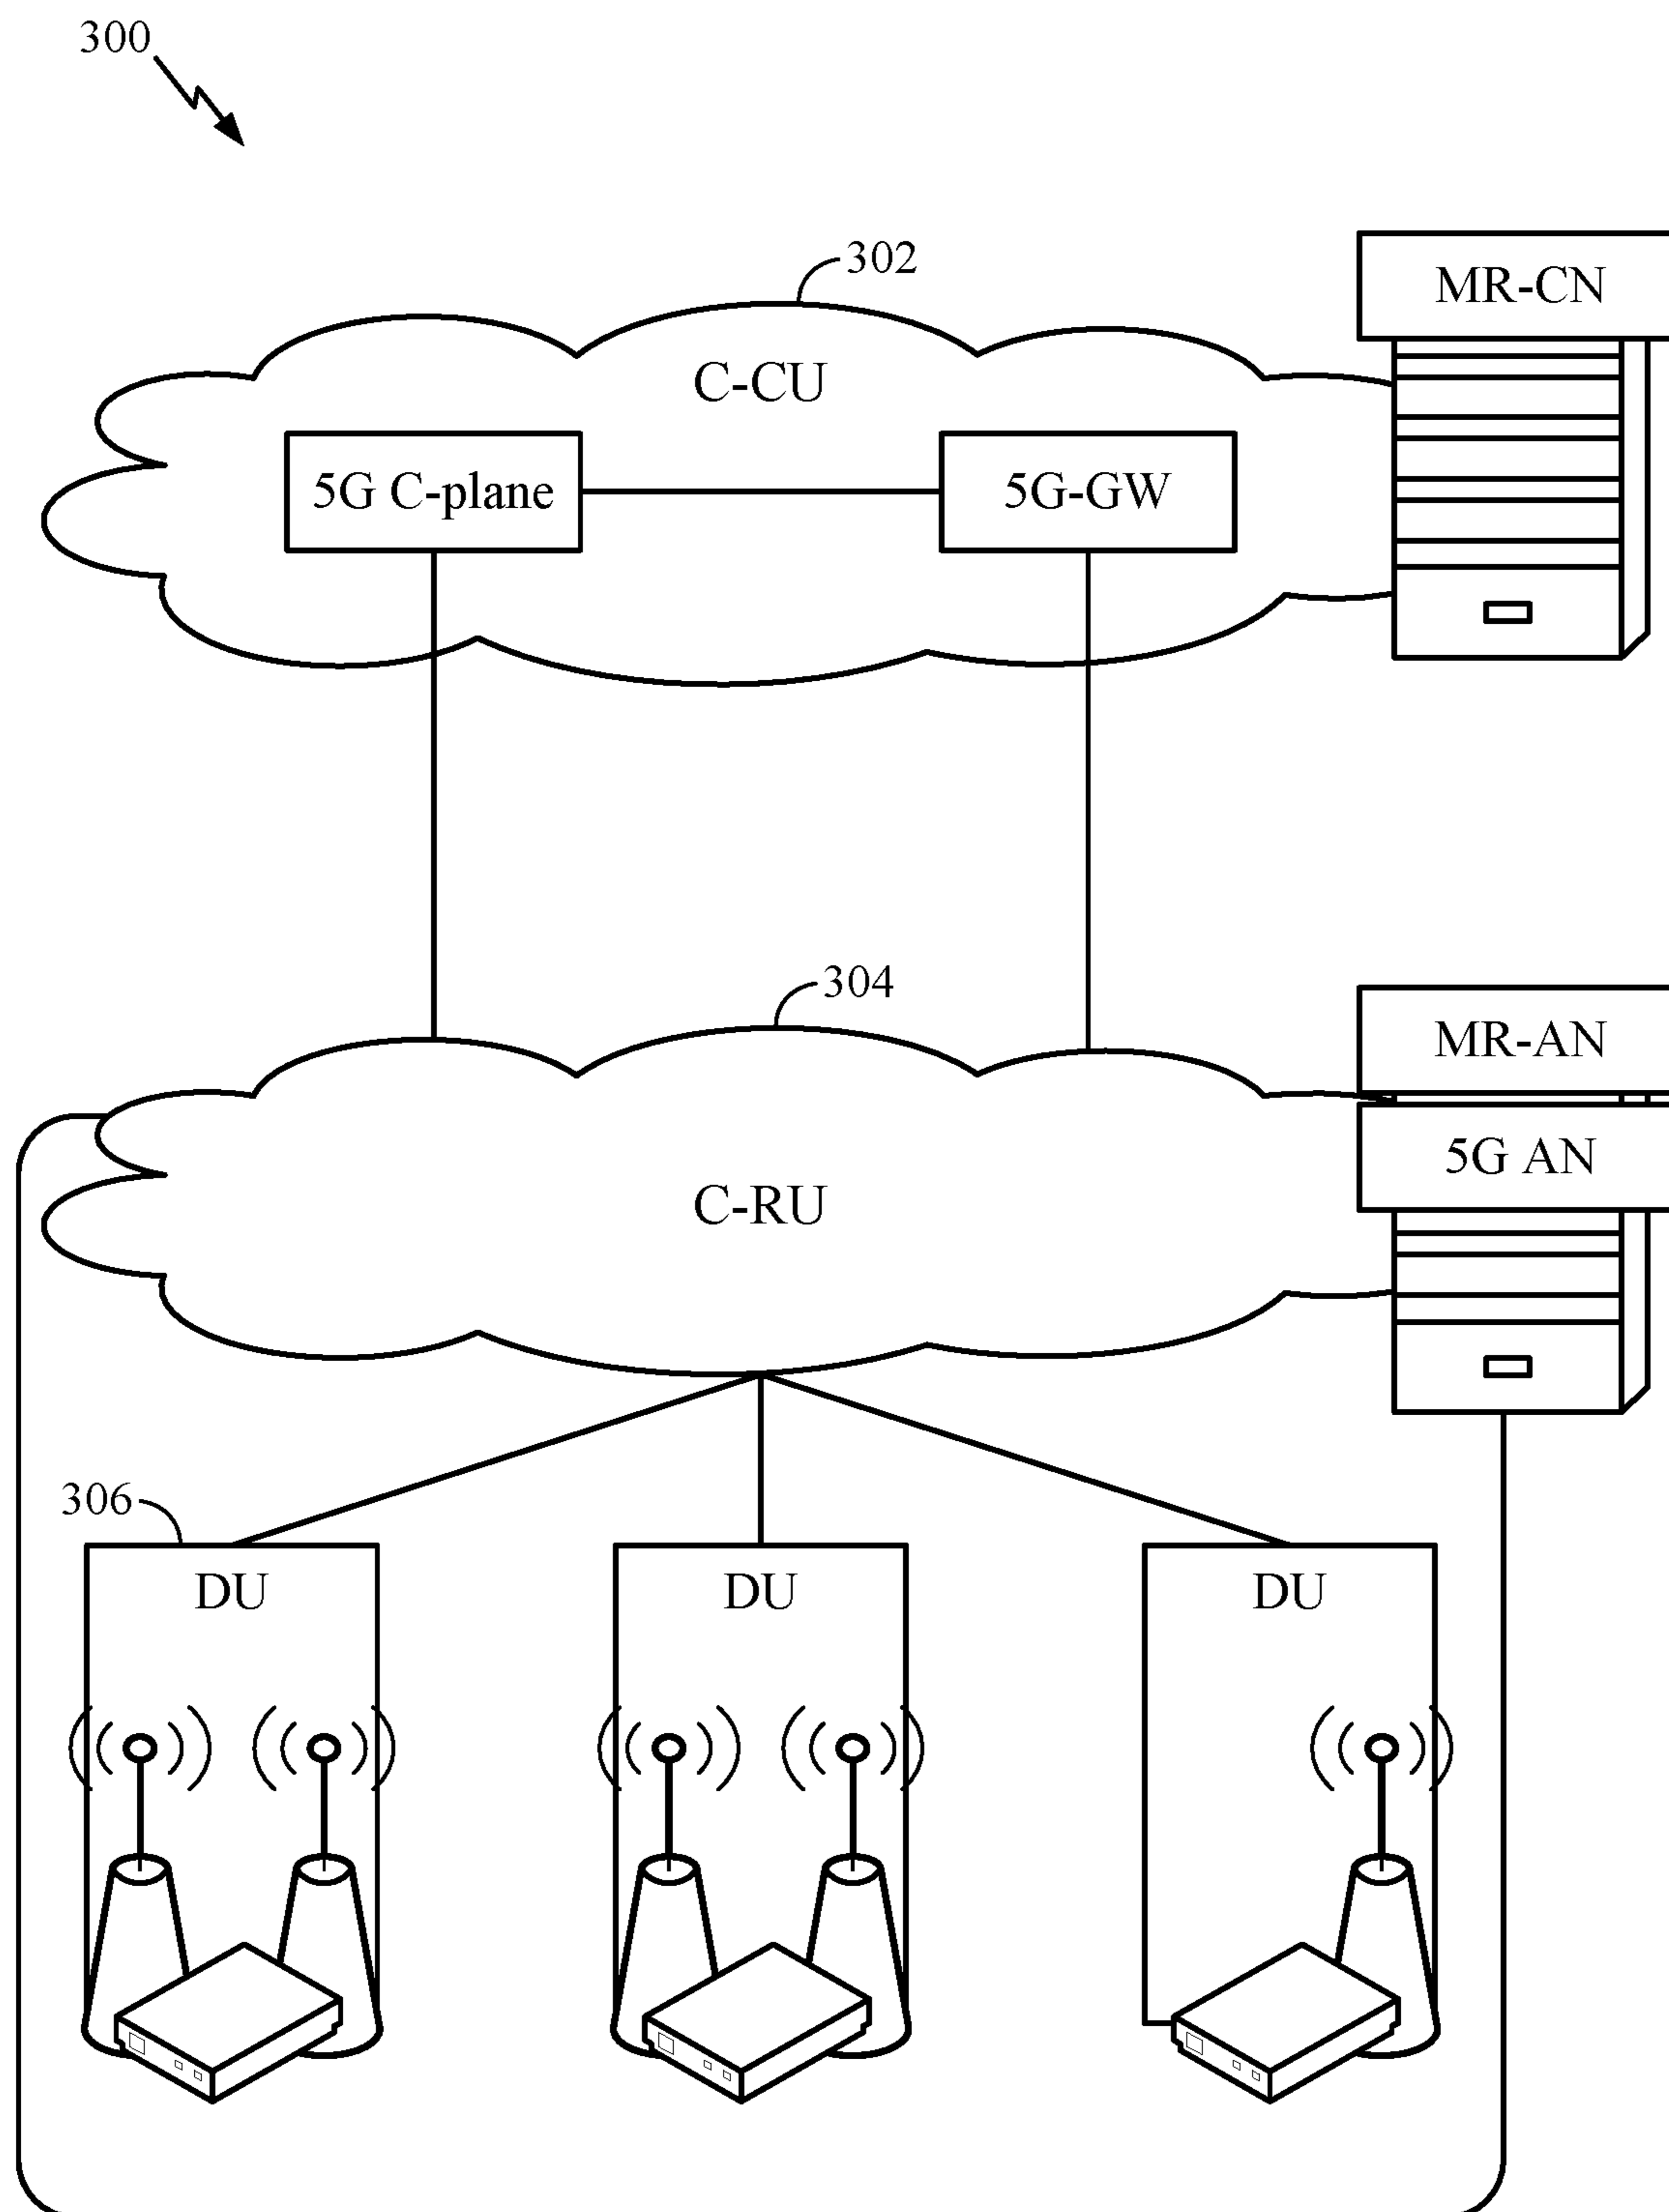 300
302
MR-CN
C-CU
5G C-plane
5G-GW
304
MR-AN
5G AN
C-RU
306
DU
DU
DU